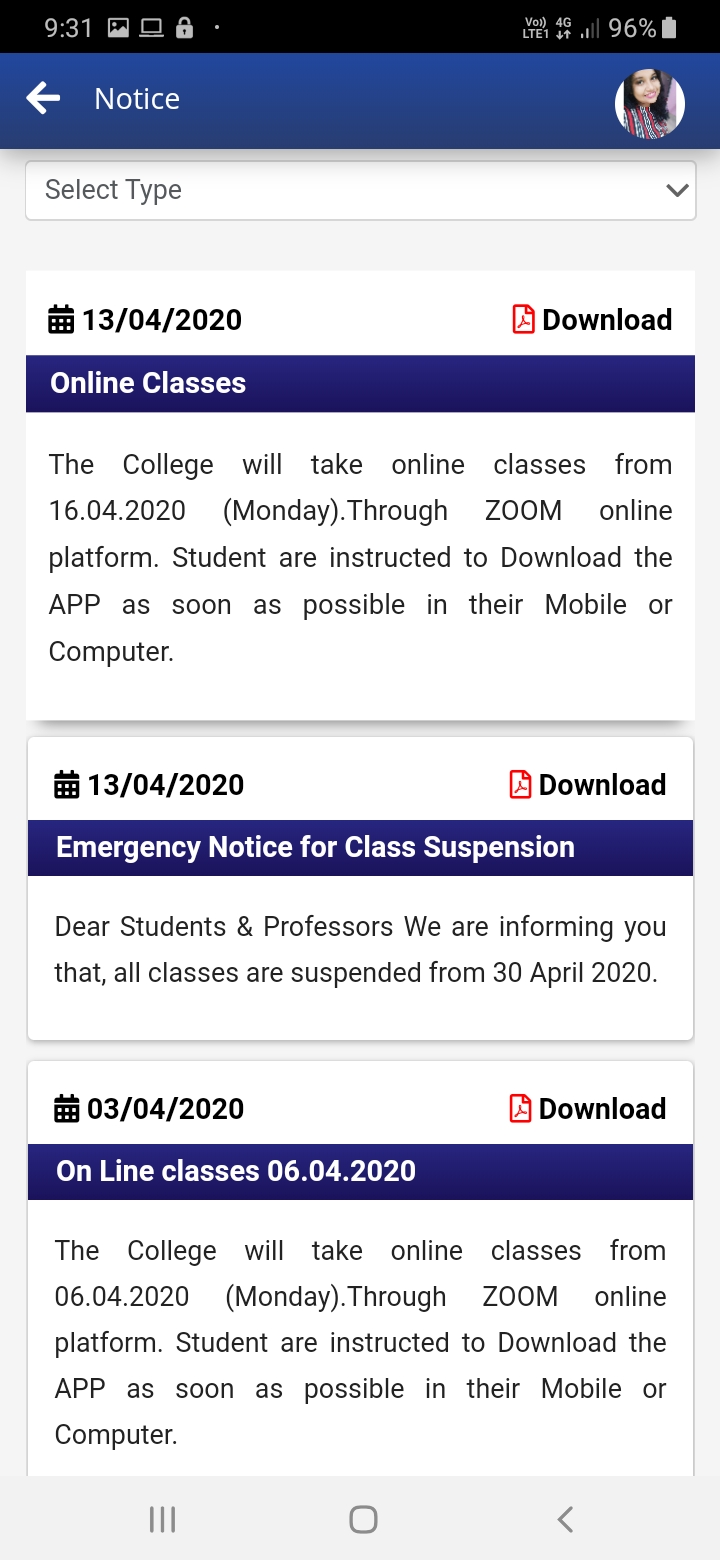 9:31
Vo)) 4G
LTE1
96%
Notice
Select Type
13/04/2020 Download
Online Classes
The College will take online classes from
16.04.2020 (Monday).Through ZOOM online
platform. Student are instructed to Download the
APP as soon as possible in their Mobile or
Computer.
13/04/2020 Download
Emergency Notice for Class Suspension
Dear Students & Professors We are informing you
that, all classes are suspended from 30 April 2020.
03/04/2020 Download
On Line classes 06.04.2020
The College will take online classes from
06.04.2020 (Monday).Through ZOOM online
platform. Student are instructed to Download the
APP as soon as possible in their Mobile or
Computer.